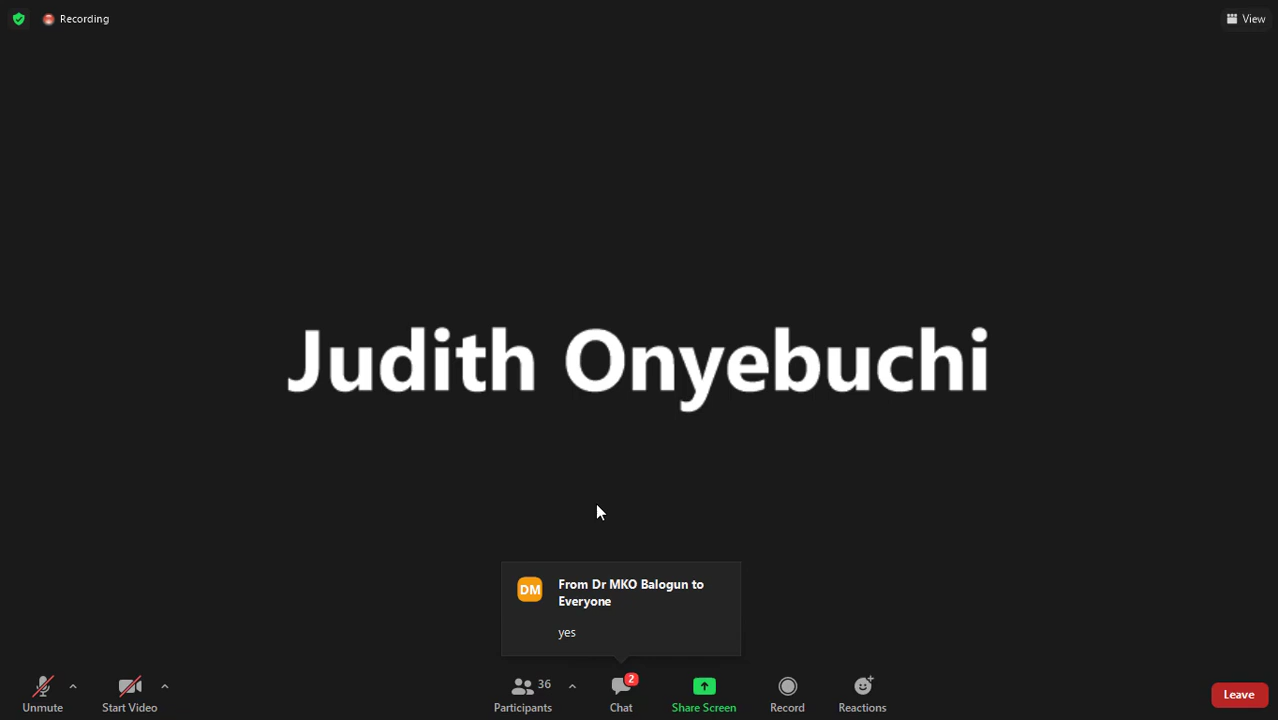 Recording
View
Judith Onyebuchi
DM
From Dr MKO Balogun to
Everyone
yes
36
2
Unmute
Start Video
Participants
Chat
Share Screen
Record
Reactions
Leave